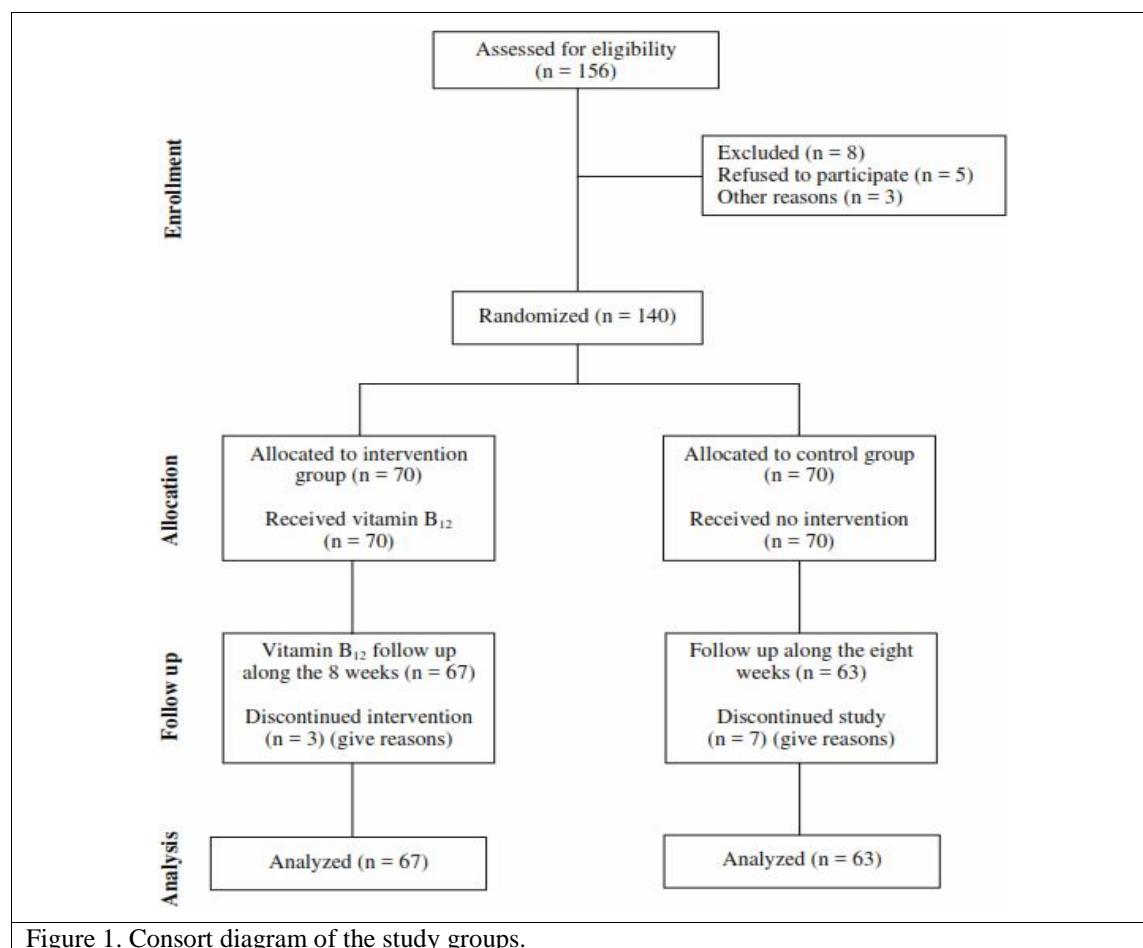 Assessed for eligibility
(n = 156)
Enrollment
Excluded (n = 8)
Refused to participate (n = 5)
Other reasons (n = 3)
Randomized (n = 140)
Allocation
Allocated to intervention
group (n = 70)
Received vitamin B₁₂
(n = 70)
Allocated to control group
(n = 70)
Received no intervention
(n = 70)
Follow up
Vitamin B₁₂ follow up
along the 8 weeks (n = 67)
Discontinued intervention
(n = 3) (give reasons)
Follow up along the eight
weeks (n = 63)
Discontinued study
(n = 7) (give reasons)
Analysis
Analyzed (n = 67)
Analyzed (n = 63)
Figure 1. Consort diagram of the study groups.